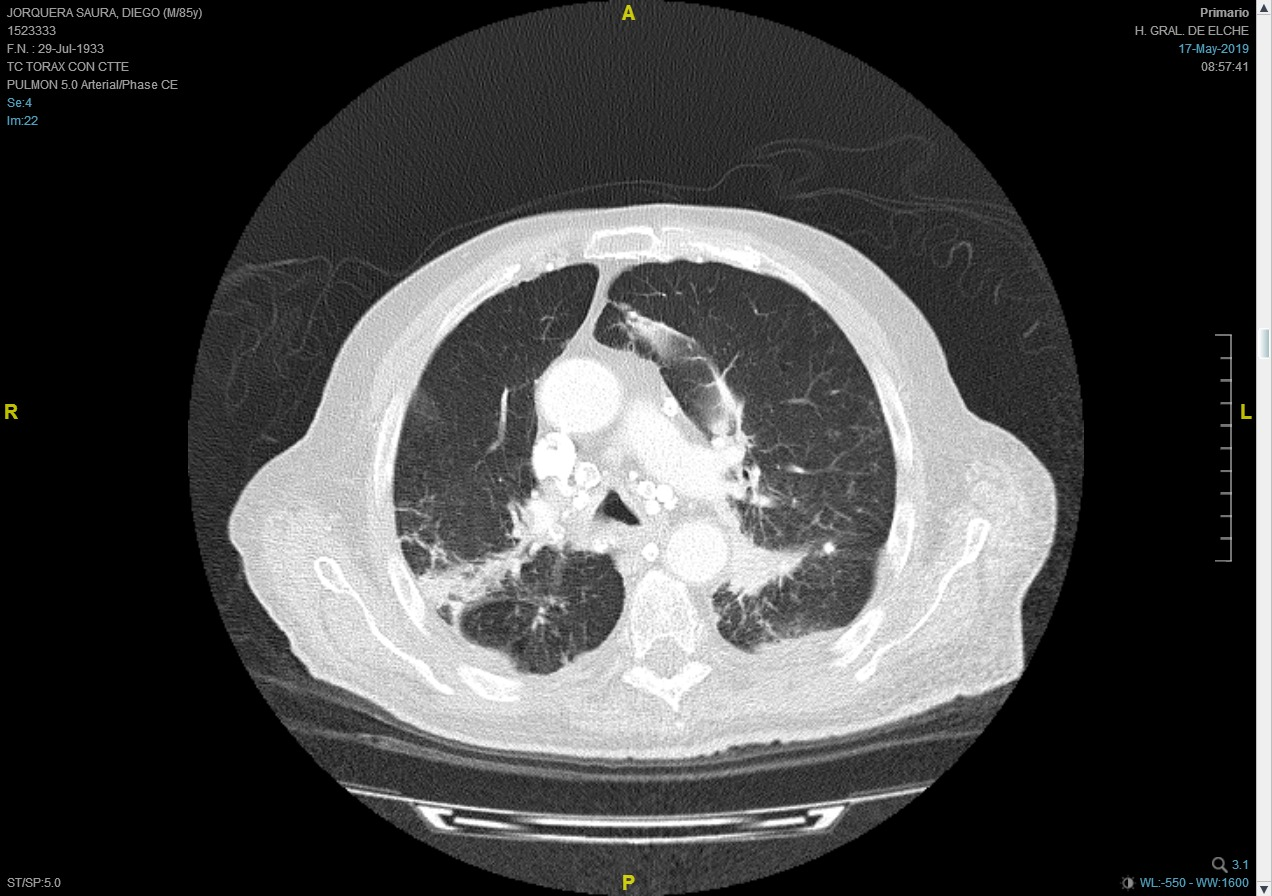 JORQUERA SAURA, DIEGO (M/85y)
1523333
F.N. : 29-Jul-1933
TC TORAX CON CTTE
PULMON 5.0 Arterial/Phase CE
Se:4
Im:22
A
Primario
H. GRAL. DE ELCHE
17-May-2019
08:57:41
R
L
ST/SP:5.0
P
3.1
WL:-550 - WW:1600